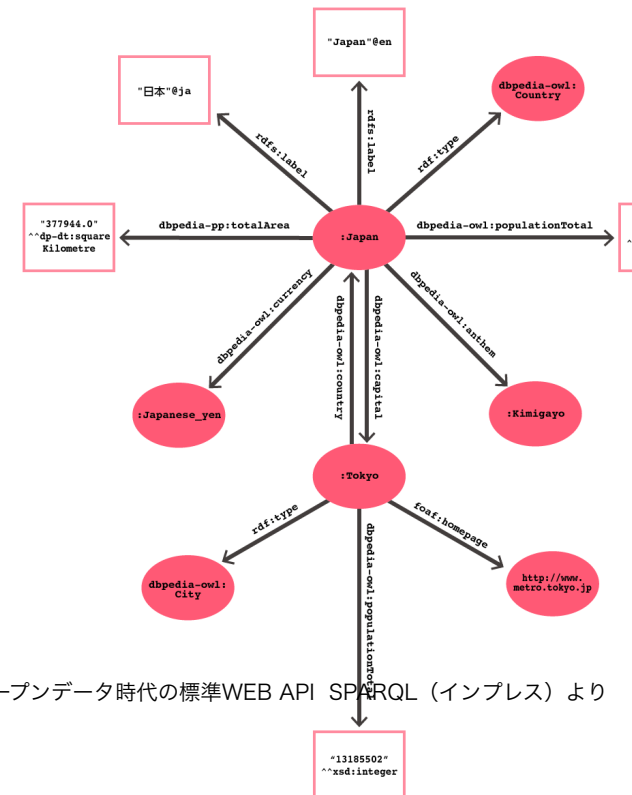 "Japan"@en
"日本"@ja
dbpedia-owl:
Country
rdfs:label
rdfs:label
rdf:type
"377944.0"
^^dp-dt:square
Kilometre
dbpedia-pp:totalArea
:Japan
dbpedia-owl:populationTotal
^
dbpedia-owl:currency
dbpedia-owl:country
dbpedia-owl:capital
dbpedia-owl:anthem
:Japanese_yen
:Kimigayo
:Tokyo
rdf:type
dbpedia-owl:populationTotal
foaf:homepage
dbpedia-owl:
City
http://www.
metro.tokyo.jp
ープンデータ時代の標準WEB API SPARQL（インプレス）より
"13185502"
^^xsd:integer